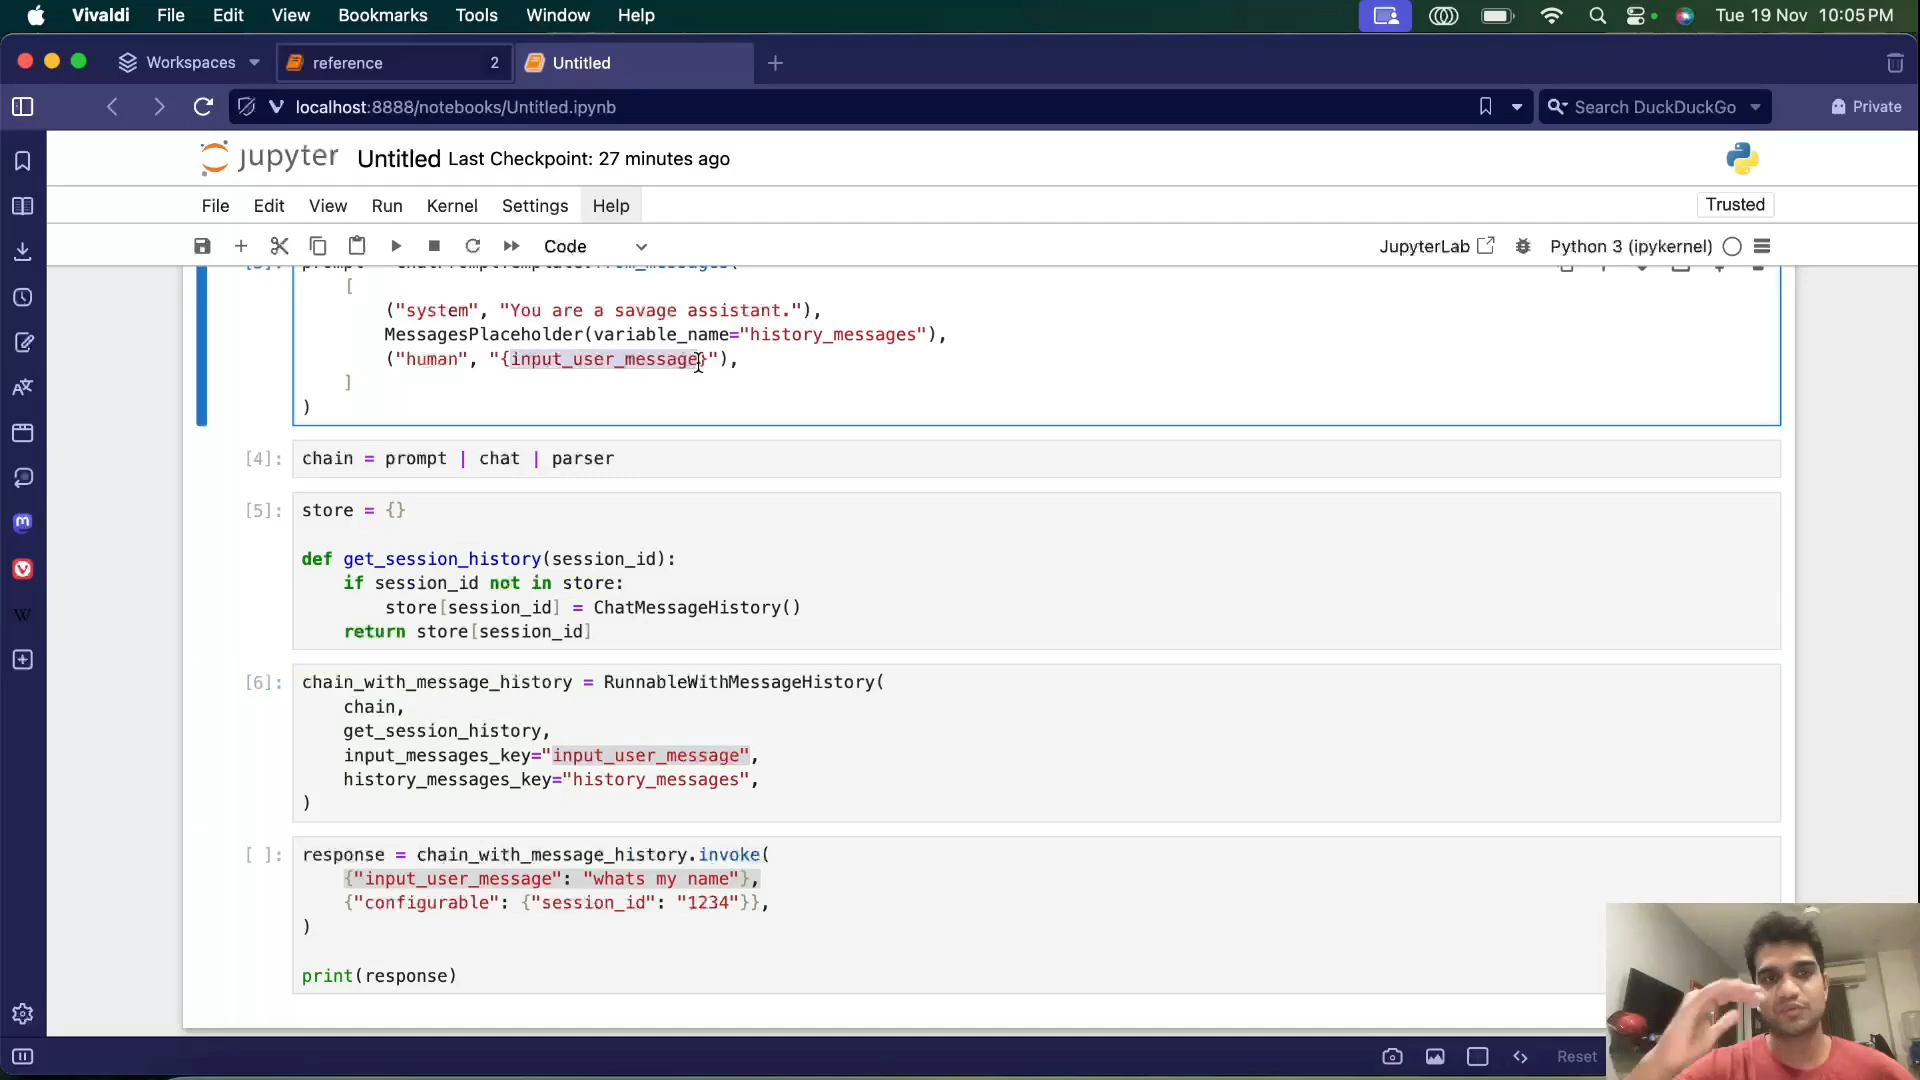 Vivaldi File Edit View Bookmarks Tools Window Help Tue 19 Nov 10:05 PM
Workspaces reference 2 Untitled
localhost:8888/notebooks/Untitled.ipynb Search DuckDuckGo Private
jupyter Untitled Last Checkpoint: 27 minutes ago
File Edit View Run Kernel Settings Help Trusted
Code JupyterLab Python 3 (ipykernel)
[
("system", "You are a savage assistant."),
MessagesPlaceholder(variable_name="history_messages"),
("human", "{input_user_message}"),
]
)
[4]: chain = prompt | chat | parser
[5]: store = {}
def get_session_history(session_id):
if session_id not in store:
store[session_id] = ChatMessageHistory()
return store[session_id]
[6]: chain_with_message_history = RunnableWithMessageHistory(
chain,
get_session_history,
input_messages_key="input_user_message",
history_messages_key="history_messages",
)
[ ]: response = chain_with_message_history.invoke(
{"input_user_message": "whats my name"},
{"configurable": {"session_id": "1234"}},
)
print(response)
Reset